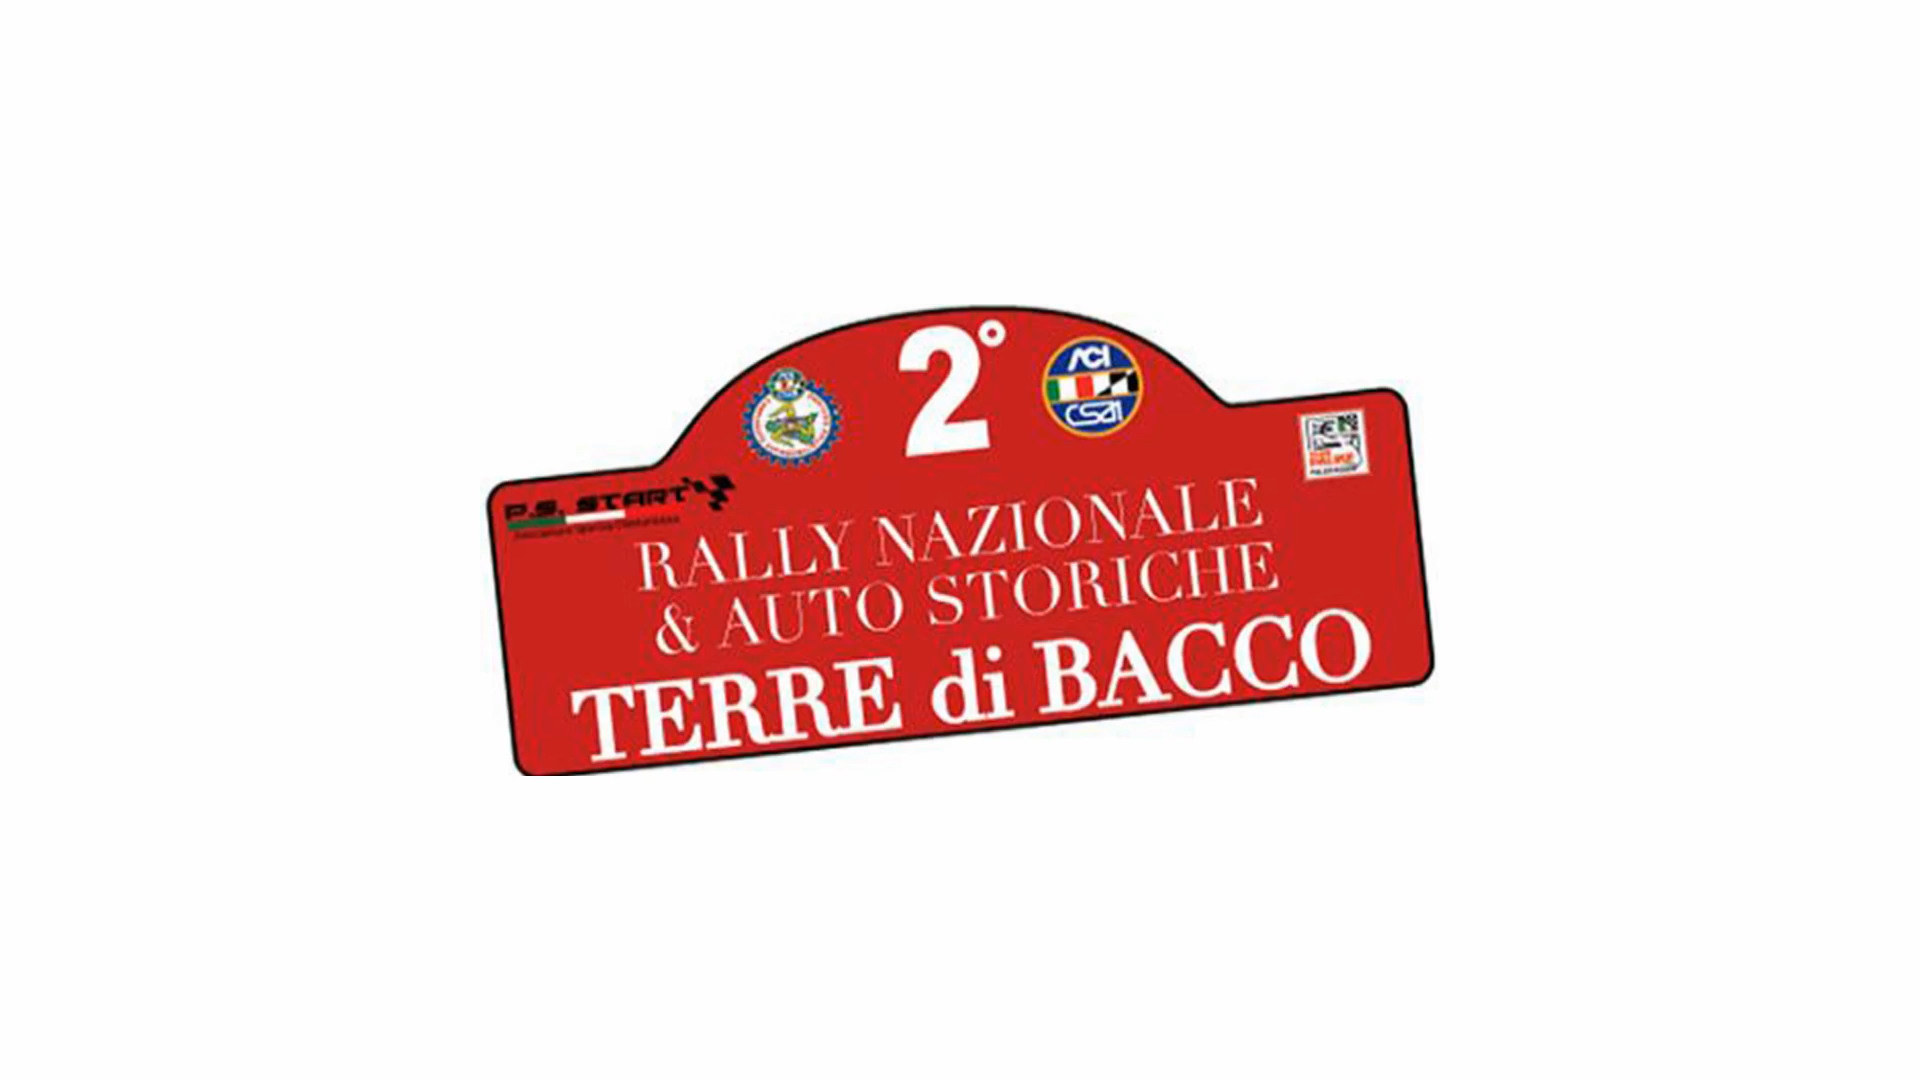 2°
ACI
CSAI
P.S. START
RALLY NAZIONALE
& AUTO STORICHE
TERRE di BACCO